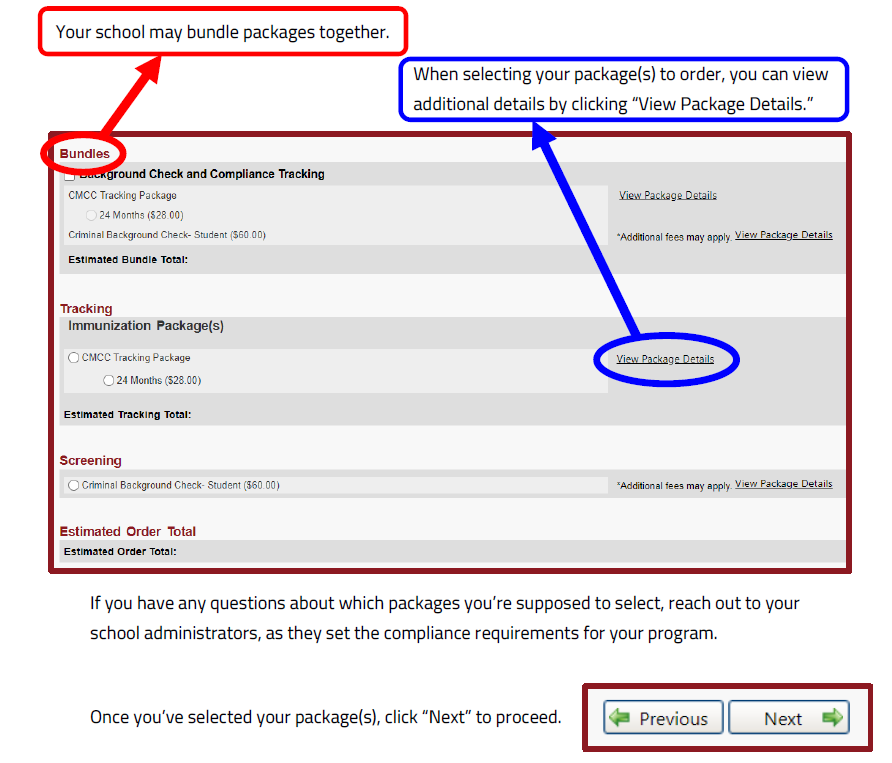 Your school may bundle packages together.
When selecting your package(s) to order, you can view
additional details by clicking “View Package Details.”
Bundles
Background Check and Compliance Tracking
CMCC Tracking Package
View Package Details
24 Months ($28.00)
Criminal Background Check- Student ($60.00)
*Additional fees may apply. View Package Details
Estimated Bundle Total:
Tracking
Immunization Package(s)
CMCC Tracking Package
View Package Details
24 Months ($28.00)
Estimated Tracking Total:
Screening
Criminal Background Check- Student ($60.00)
*Additional fees may apply. View Package Details
Estimated Order Total
Estimated Order Total:
If you have any questions about which packages you’re supposed to select, reach out to your
school administrators, as they set the compliance requirements for your program.
Once you’ve selected your package(s), click “Next” to proceed.
Previous
Next